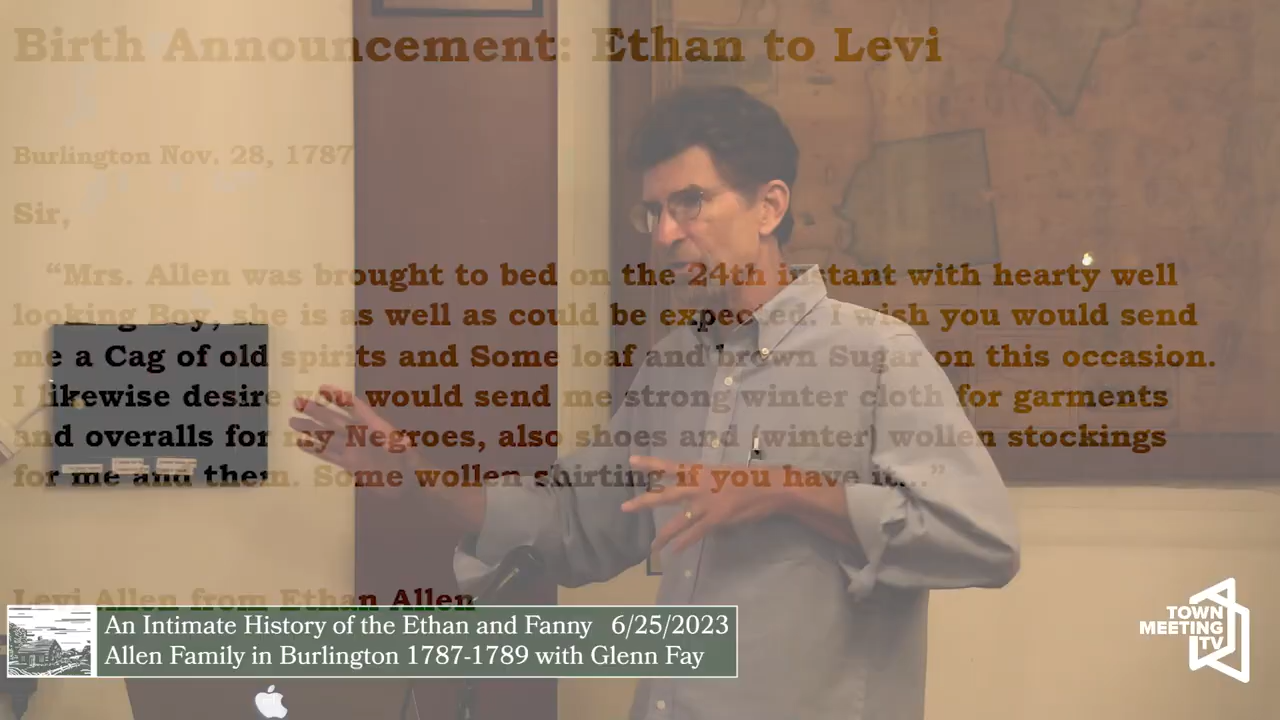 Birth Announcement: Ethan to Levi
Burlington Nov. 28, 1787
Sir,
“Mrs. Allen was brought to bed on the 24th instant with hearty well
looking Boy, she is as well as could be expected. I wish you would send
me a Cag of old spirits and Some loaf and brown Sugar on this occasion.
I likewise desire you would send me strong winter cloth for garments
and overalls for my Negroes, also shoes and (winter) wollen stockings
for me and them. Some wollen shirting if you have it...”
Levi Allen from Ethan Allen
An Intimate History of the Ethan and Fanny 6/25/2023
Allen Family in Burlington 1787-1789 with Glenn Fay
TOWN
MEETING
TV